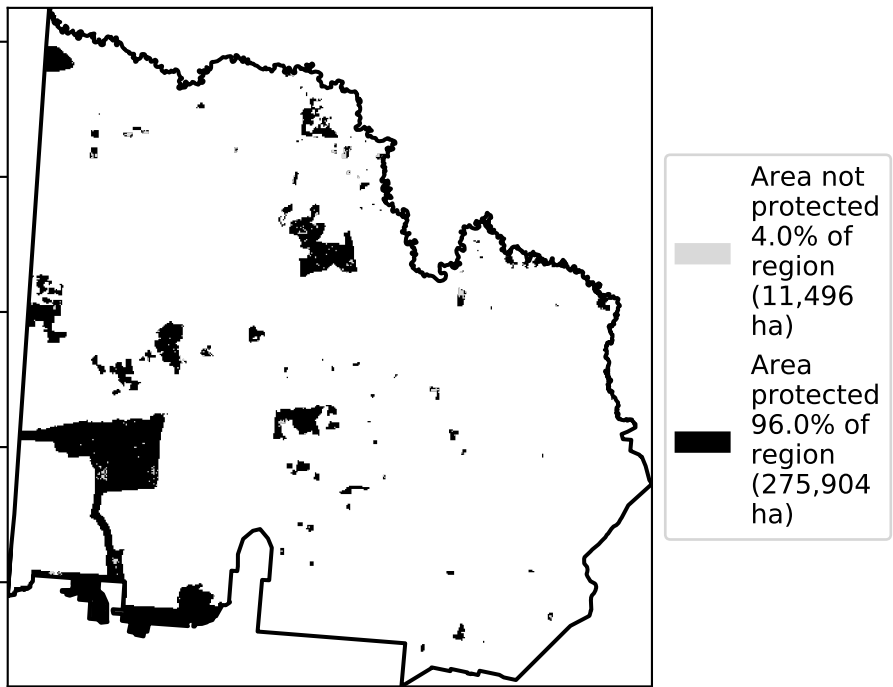 Area not
protected
4.0% of
region
(11,496
ha)
Area
protected
96.0% of
region
(275,904
ha)